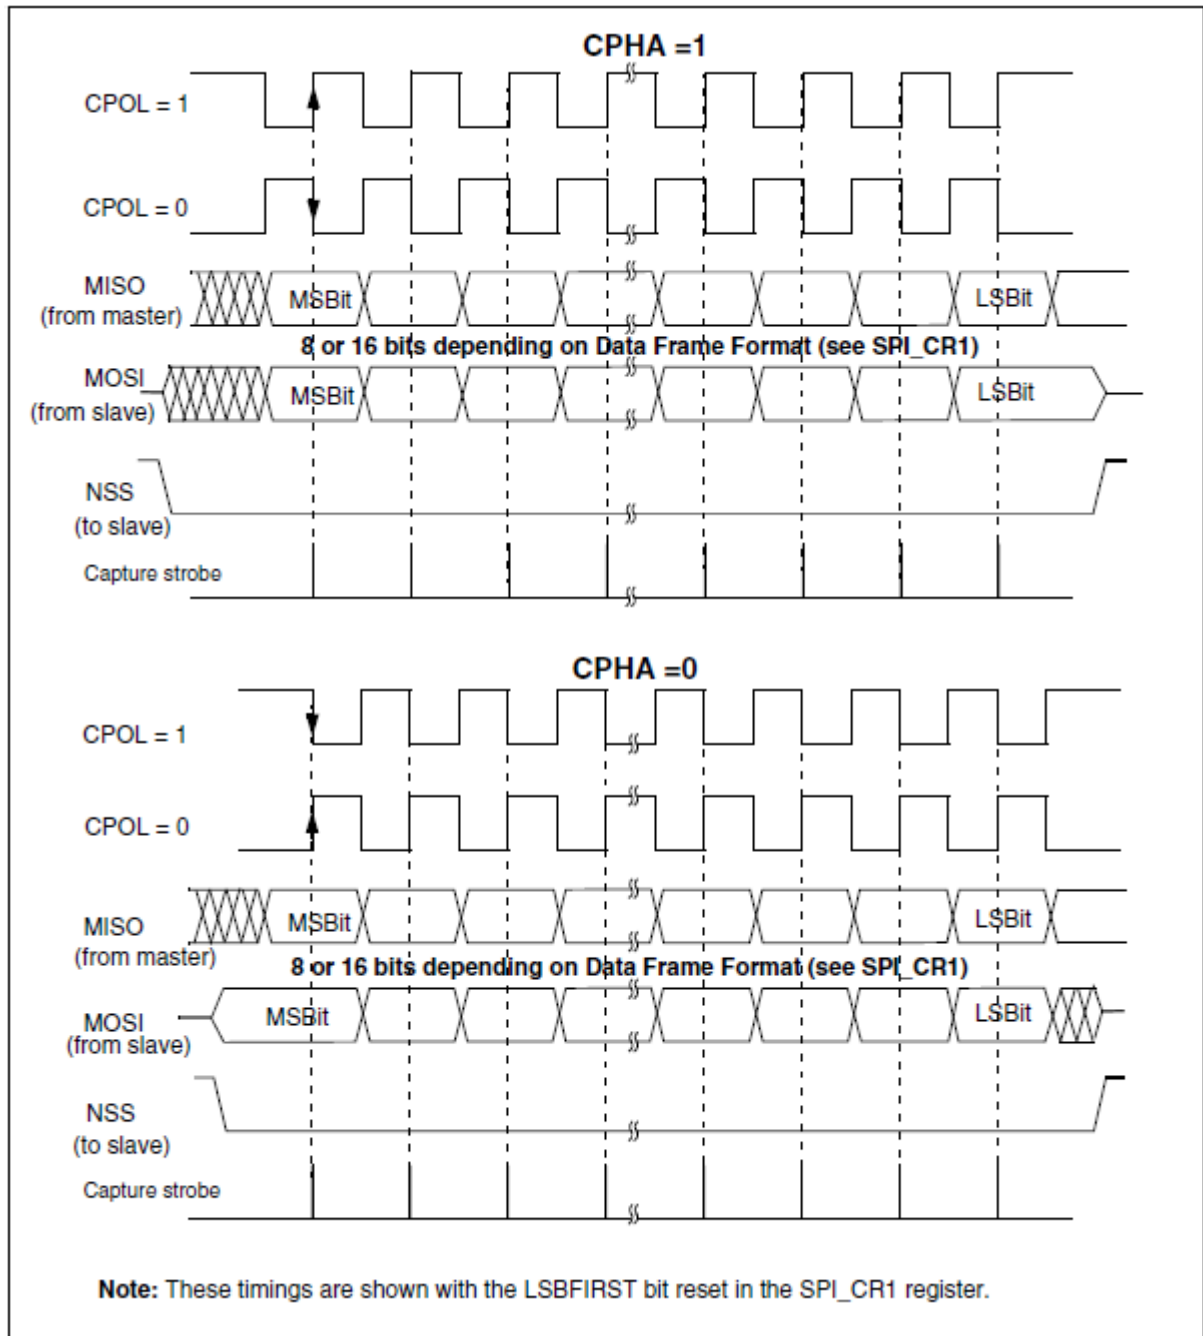 CPHA =1
CPOL = 1
CPOL = 0
MISO
(from master)
MSBit
LSBit
8 or 16 bits depending on Data Frame Format (see SPI_CR1)
MOSI
(from slave)
MSBit
LSBit
NSS
(to slave)
Capture strobe
CPHA =0
CPOL = 1
CPOL = 0
MISO
(from master)
MSBit
LSBit
8 or 16 bits depending on Data Frame Format (see SPI_CR1)
MOSI
(from slave)
MSBit
LSBit
NSS
(to slave)
Capture strobe
Note: These timings are shown with the LSBFIRST bit reset in the SPI_CR1 register.